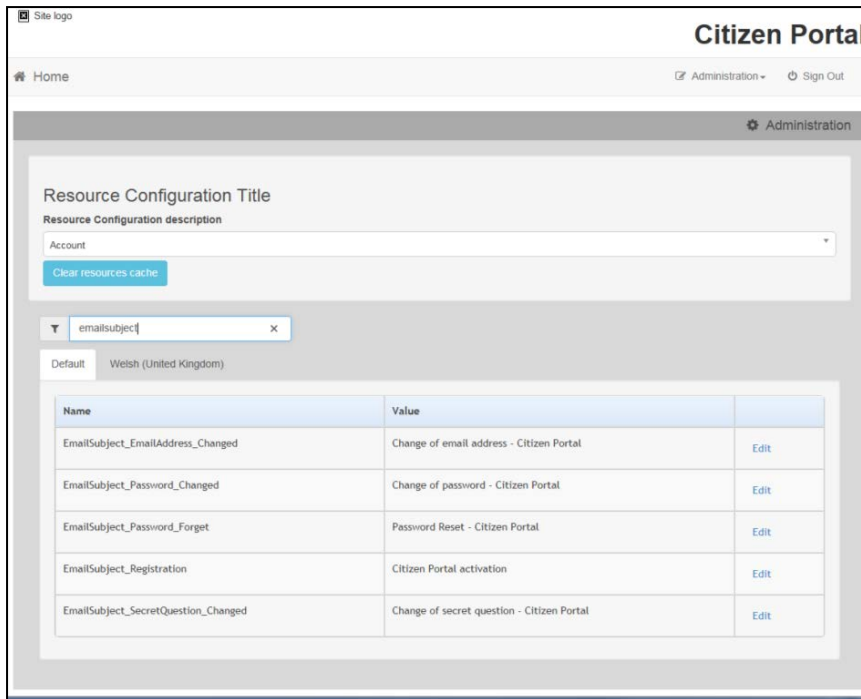 Site logo
Citizen Portal
Home
Administration
Sign Out
Administration
Resource Configuration Title
Resource Configuration description
Account
Clear resources cache
emailsubject
Default Welsh (United Kingdom)
Name Value
EmailSubject_EmailAddress_Changed Change of email address - Citizen Portal Edit
EmailSubject_Password_Changed Change of password - Citizen Portal Edit
EmailSubject_Password_Forget Password Reset - Citizen Portal Edit
EmailSubject_Registration Citizen Portal activation Edit
EmailSubject_SecretQuestion_Changed Change of secret question - Citizen Portal Edit